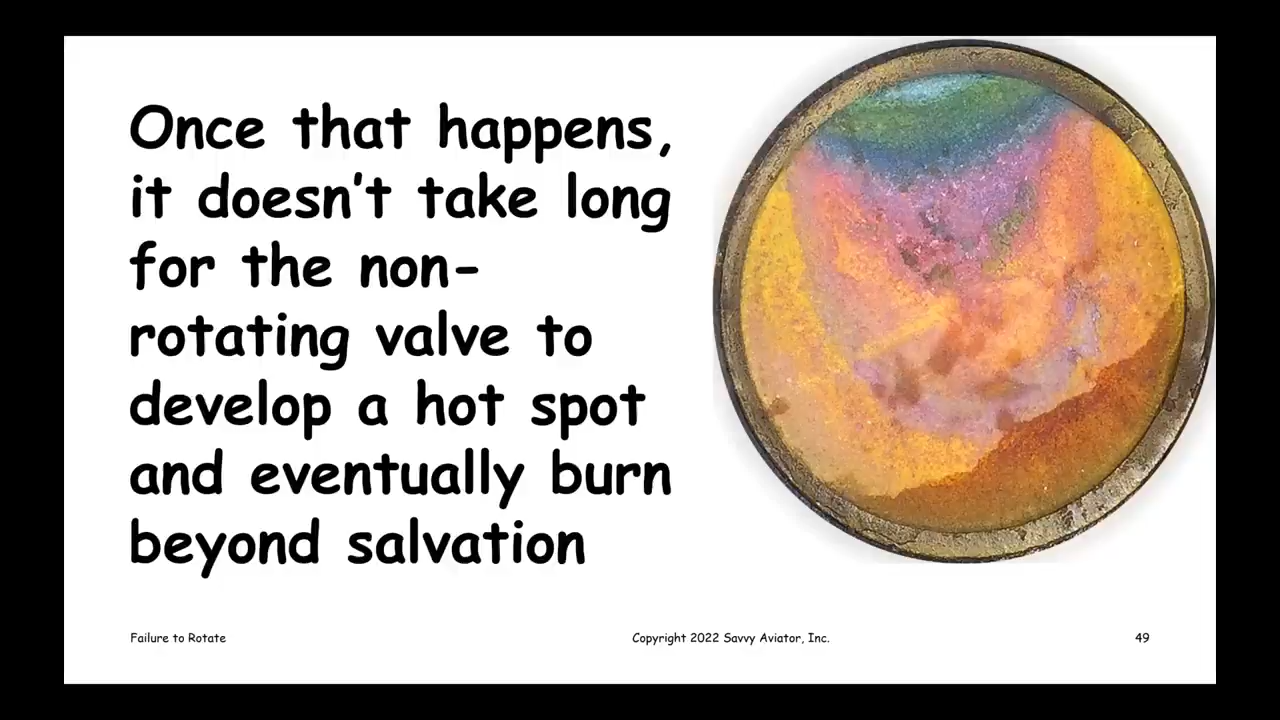 Once that happens,
it doesn't take long
for the non-
rotating valve to
develop a hot spot
and eventually burn
beyond salvation
Failure to Rotate
Copyright 2022 Savvy Aviator, Inc.
49